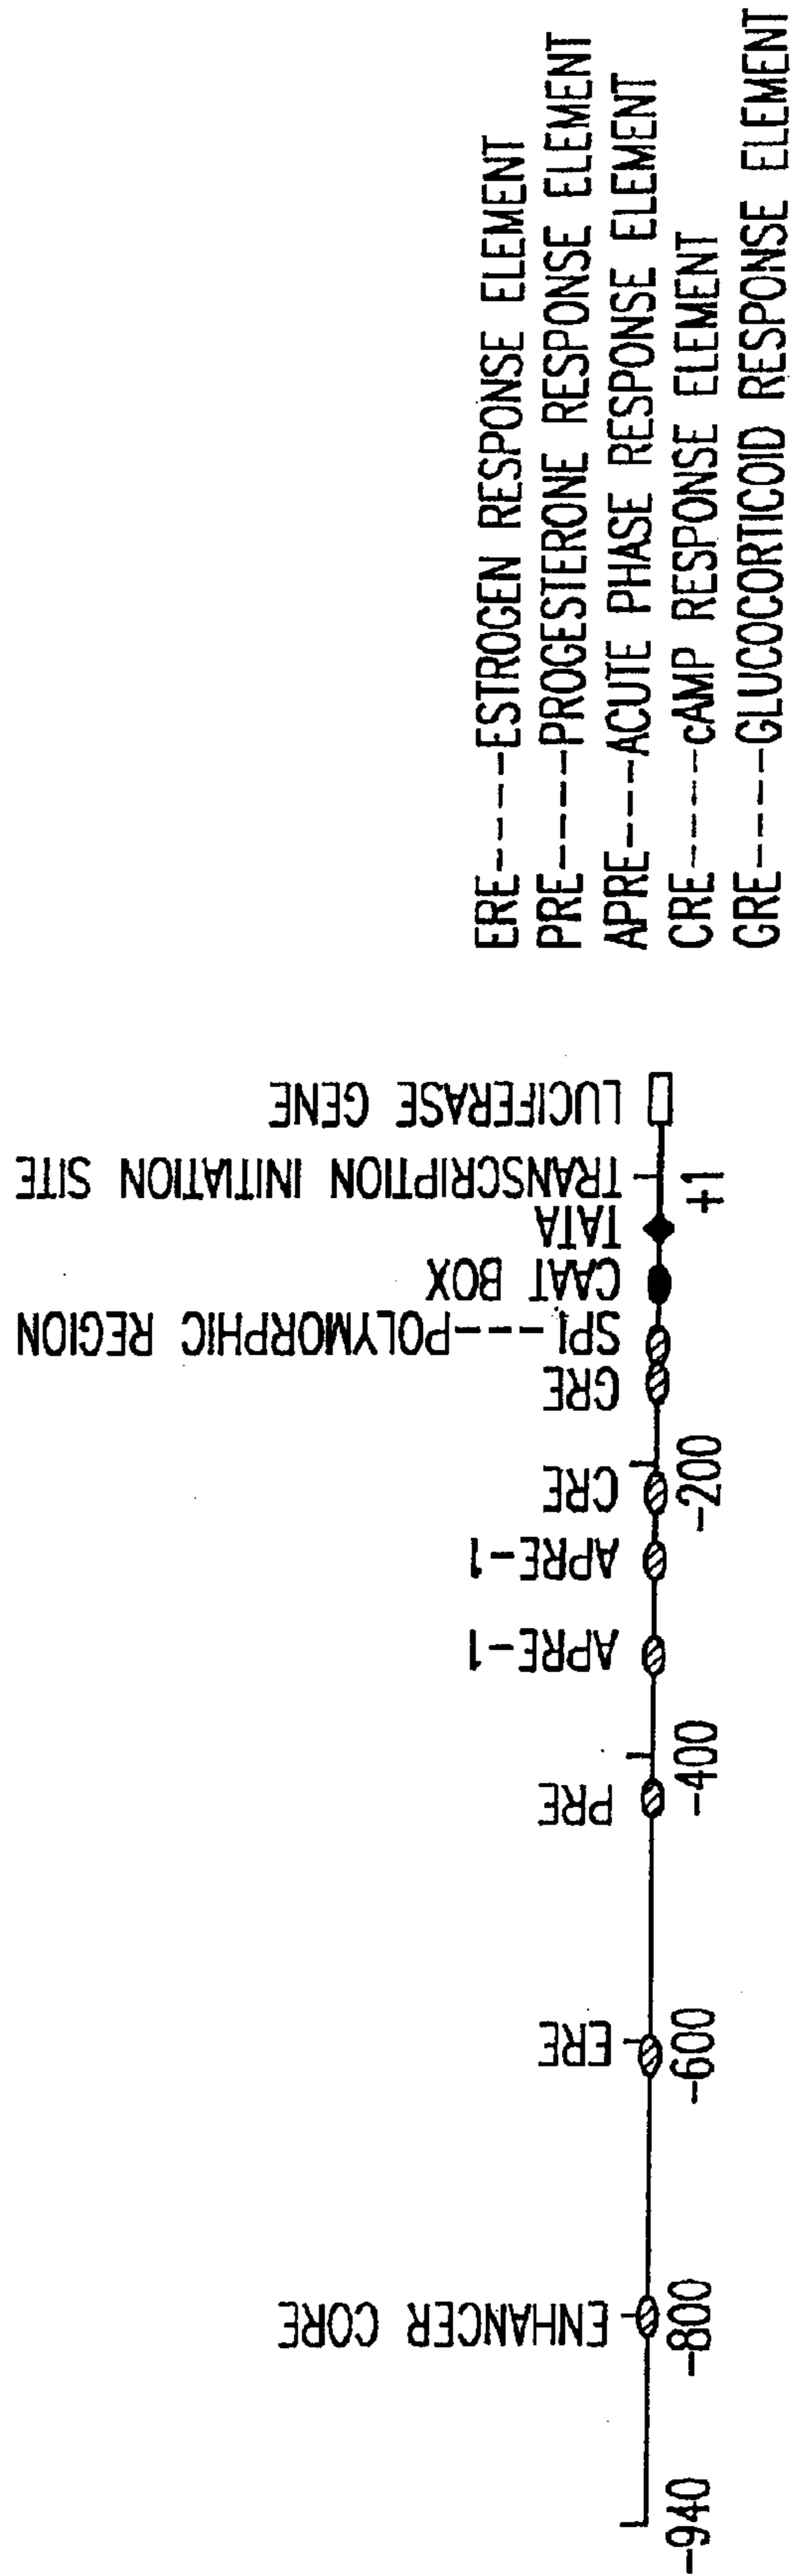 ENHANCER CORE
ERE
PRE
APRE-1
APRE-1
CRE
GRE
SP1---POLYMORPHIC REGION
CAAT BOX
TATA
TRANSCRIPTION INITIATION SITE
LUCIFERASE GENE
-940
-800
-600
-400
-200
+1
ERE----ESTROGEN RESPONSE ELEMENT
PRE----PROGESTERONE RESPONSE ELEMENT
APRE---ACUTE PHASE RESPONSE ELEMENT
CRE-----cAMP RESPONSE ELEMENT
GRE----GLUCOCORTICOID RESPONSE ELEMENT